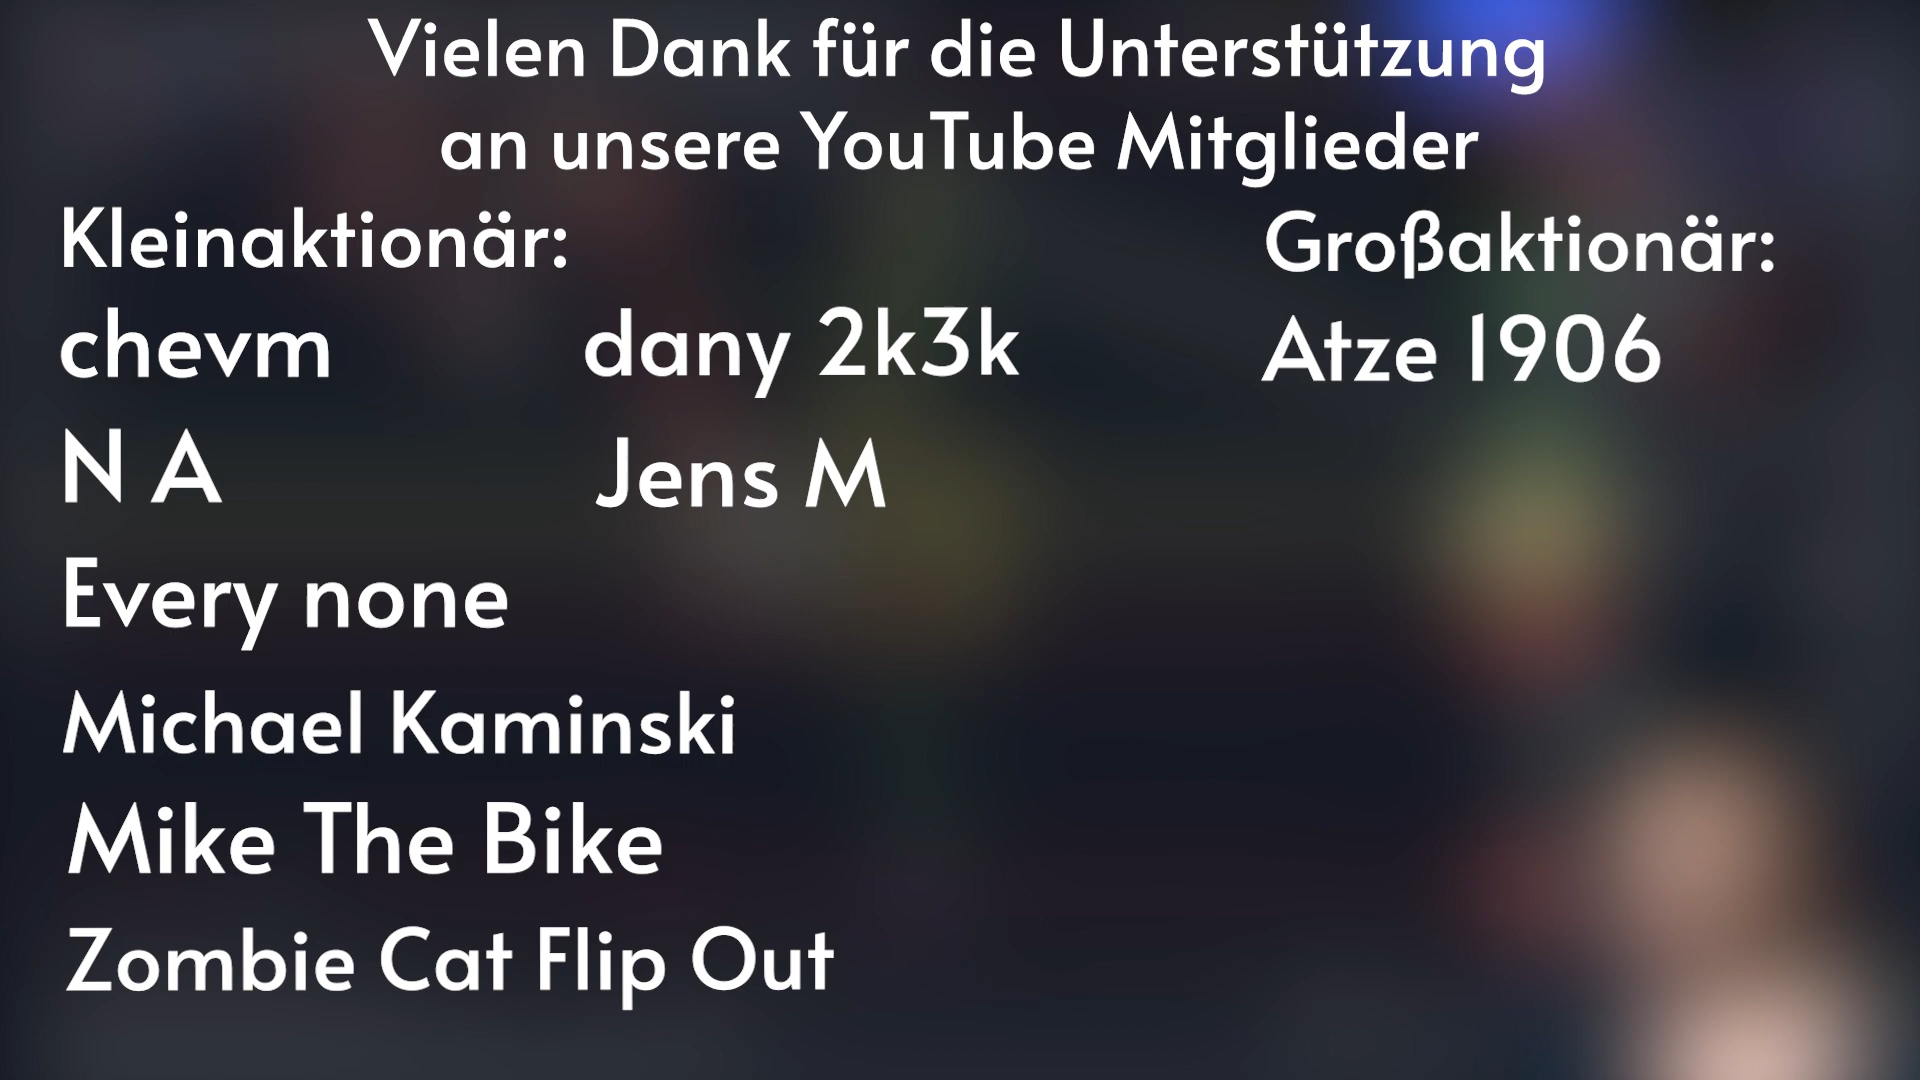 Vielen Dank für die Unterstützung
an unsere YouTube Mitglieder
Kleinaktionär:
chevm
dany 2k3k
N A
Jens M
Every none
Michael Kaminski
Mike The Bike
Zombie Cat Flip Out
Großaktionär:
Atze 1906